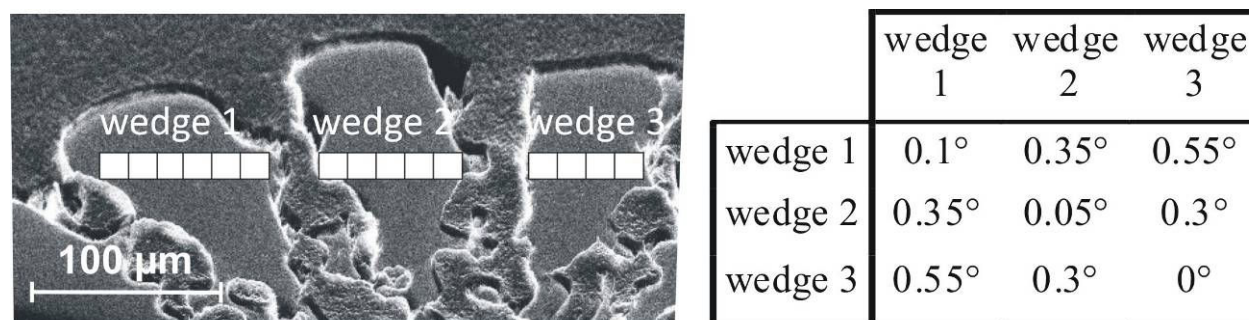 wedge 1 wedge 2 wedge 3
100 µm
wedge 1 wedge 2 wedge 3
wedge 1 0.1° 0.35° 0.55°
wedge 2 0.35° 0.05° 0.3°
wedge 3 0.55° 0.3° 0°